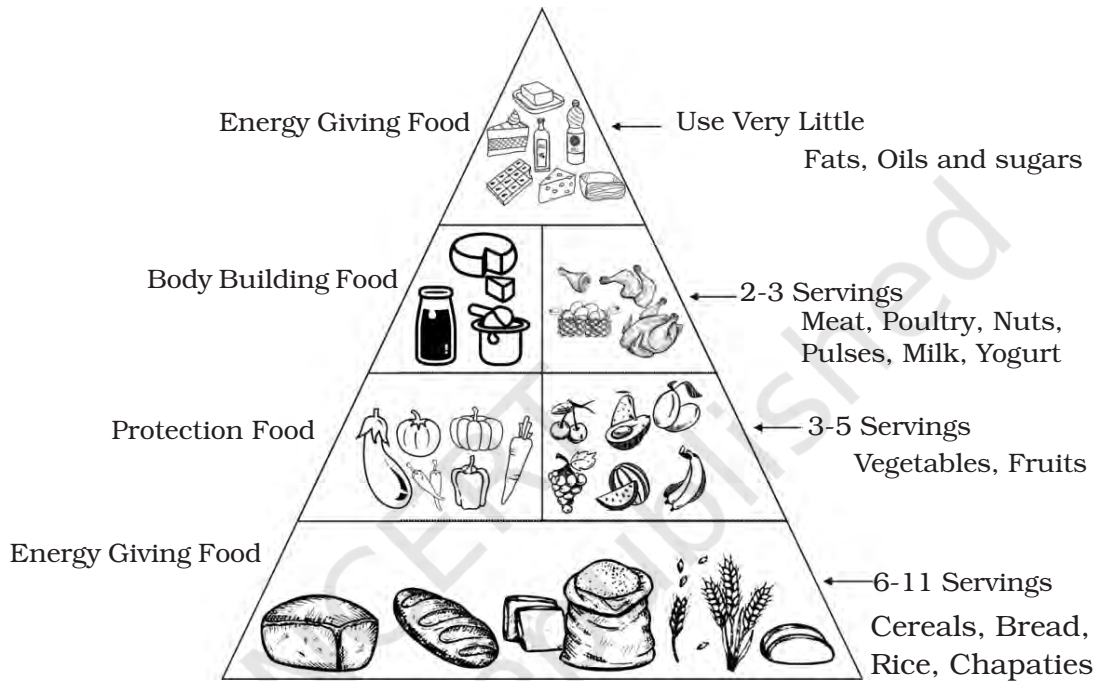 Energy Giving Food
Use Very Little
Fats, Oils and sugars
Body Building Food
2-3 Servings
Meat, Poultry, Nuts,
Pulses, Milk, Yogurt
Protection Food
3-5 Servings
Vegetables, Fruits
Energy Giving Food
6-11 Servings
Cereals, Bread,
Rice, Chapaties